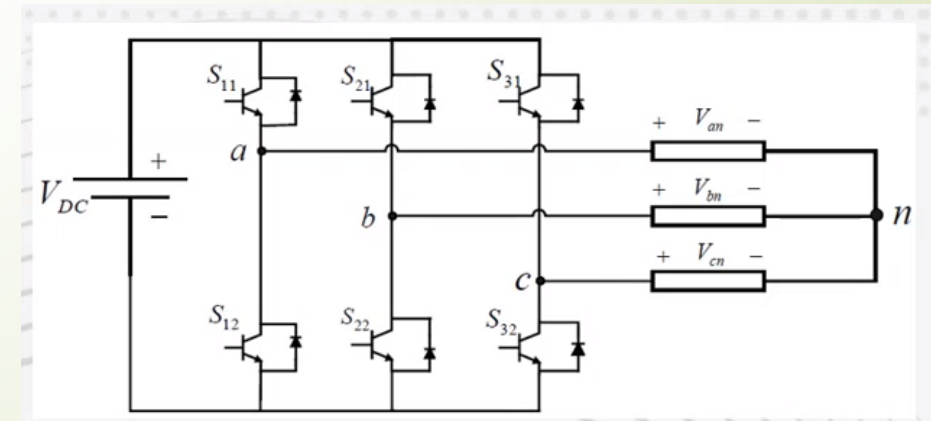 S11
S21
S31
+ Van −
a
+
VDC
−
+ Vbn −
b
n
+ Vcn −
c
S12
S22
S32